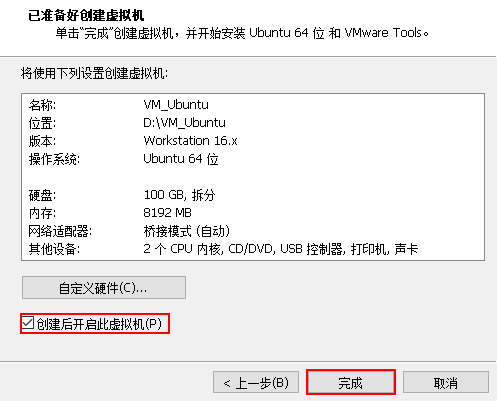 已准备好创建虚拟机
单击“完成”创建虚拟机，并开始安装 Ubuntu 64 位 和 VMware Tools。
将使用下列设置创建虚拟机:
名称: VM_Ubuntu
位置: D:\VM_Ubuntu
版本: Workstation 16.x
操作系统: Ubuntu 64 位
硬盘: 100 GB, 拆分
内存: 8192 MB
网络适配器: 桥接模式 (自动)
其他设备: 2 个 CPU 内核, CD/DVD, USB 控制器, 打印机, 声卡
自定义硬件(C)...
创建后开启此虚拟机(P)
< 上一步(B) 完成 取消